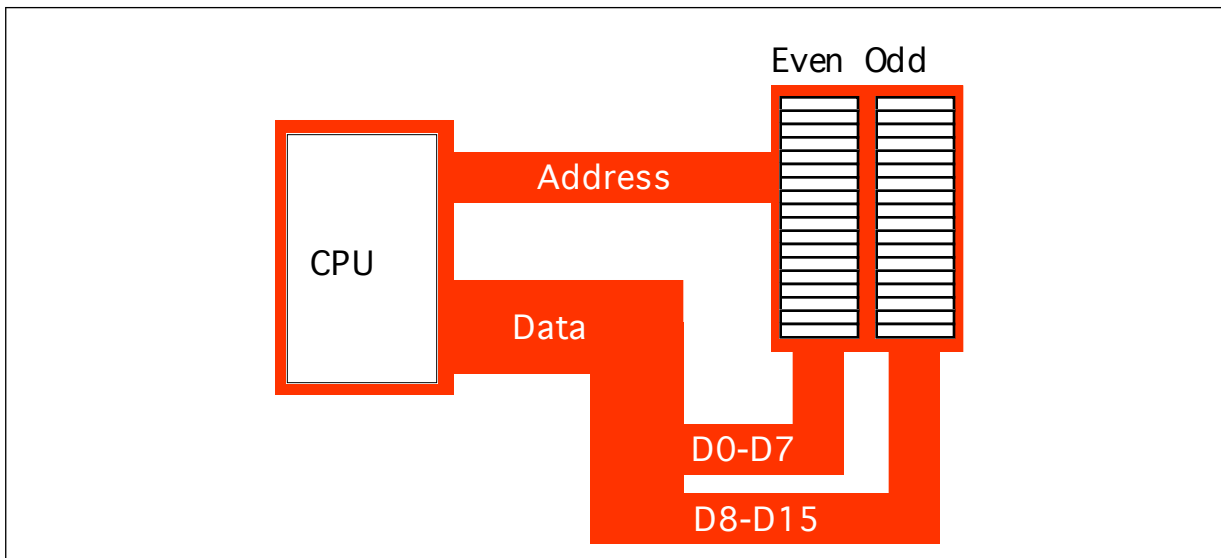 Even Odd
Address
CPU
Data
D0-D7
D8-D15